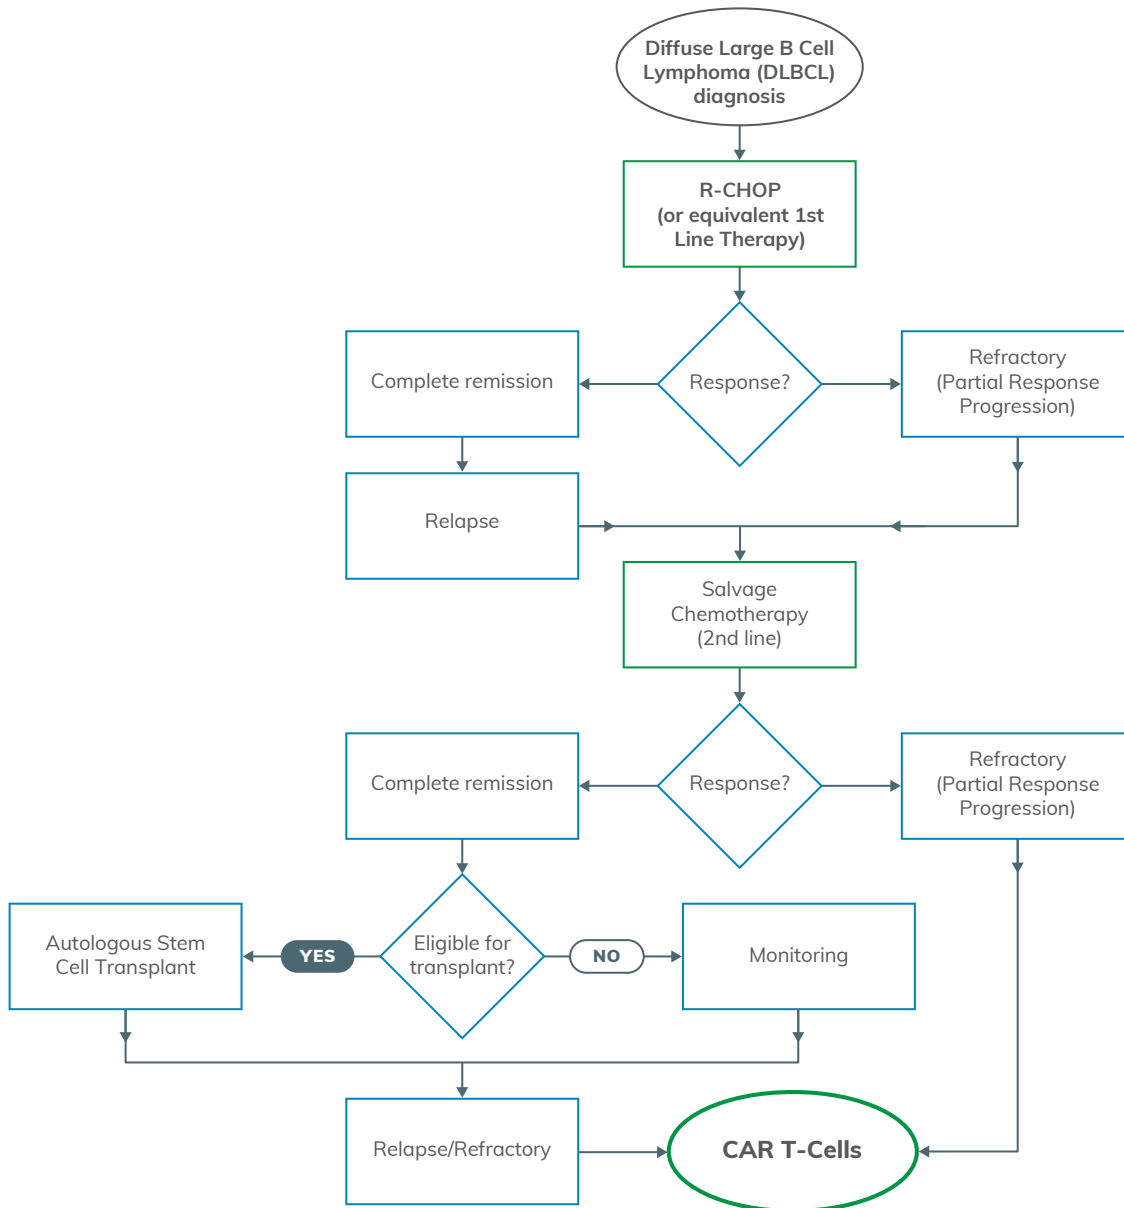 Diffuse Large B Cell
Lymphoma (DLBCL)
diagnosis
R-CHOP
(or equivalent 1st
Line Therapy)
Complete remission
Response?
Refractory
(Partial Response
Progression)
Relapse
Salvage
Chemotherapy
(2nd line)
Complete remission
Response?
Refractory
(Partial Response
Progression)
Autologous Stem
Cell Transplant
YES
Eligible for
transplant?
NO
Monitoring
Relapse/Refractory
CAR T-Cells